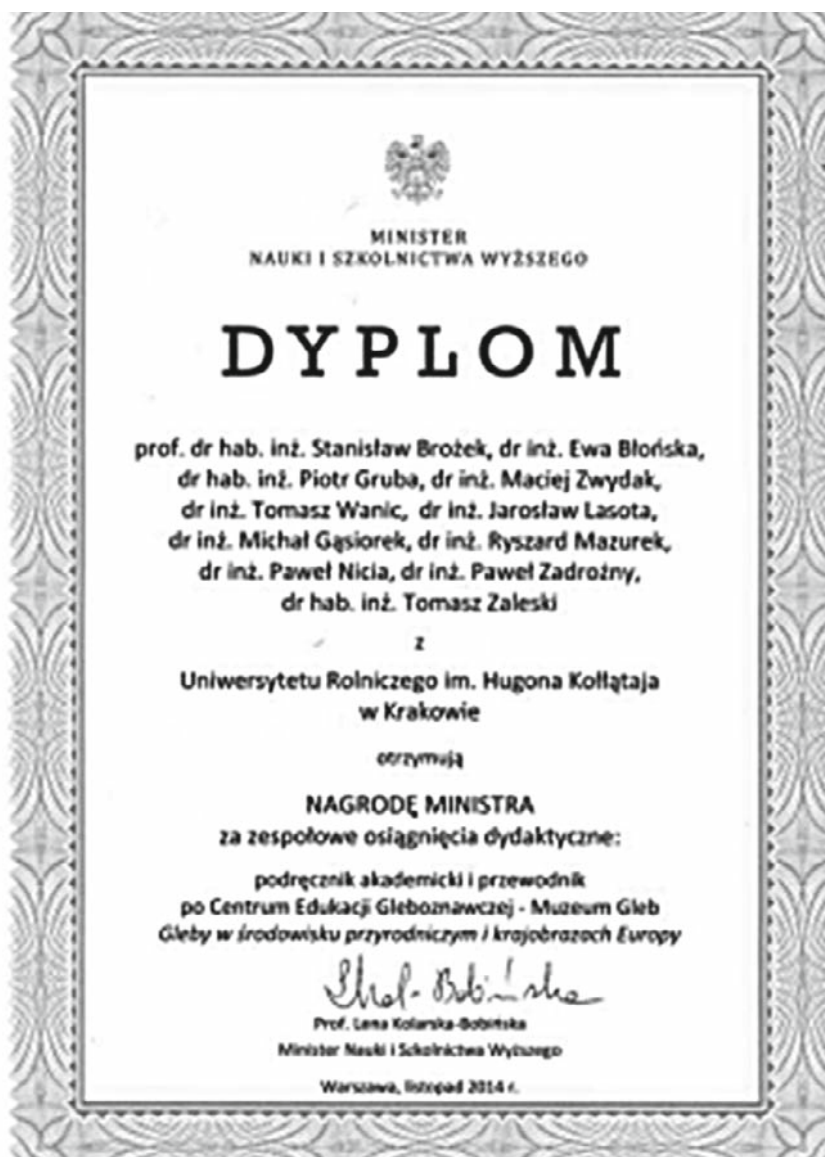 MINISTER
NAUKI I SZKOLNICTWA WYŻSZEGO
DYPLOM
prof. dr hab. inż. Stanisław Brożek, dr inż. Ewa Błońska,
dr hab. inż. Piotr Gruba, dr inż. Maciej Zwydak,
dr inż. Tomasz Wanic, dr inż. Jarosław Lasota,
dr inż. Michał Gąsiorek, dr inż. Ryszard Mazurek,
dr inż. Paweł Nicia, dr inż. Paweł Zadrożny,
dr hab. inż. Tomasz Zaleski
z
Uniwersytetu Rolniczego im. Hugona Kołłątaja
w Krakowie
otrzymują
NAGRODĘ MINISTRA
za zespołowe osiągnięcia dydaktyczne:
podręcznik akademicki i przewodnik
po Centrum Edukacji Gleboznawczej - Muzeum Gleb
Gleby w środowisku przyrodniczym i krajobrazach Europy
Prof. Lena Kolarska-Bobińska
Minister Nauki i Szkolnictwa Wyższego
Warszawa, listopad 2014 r.